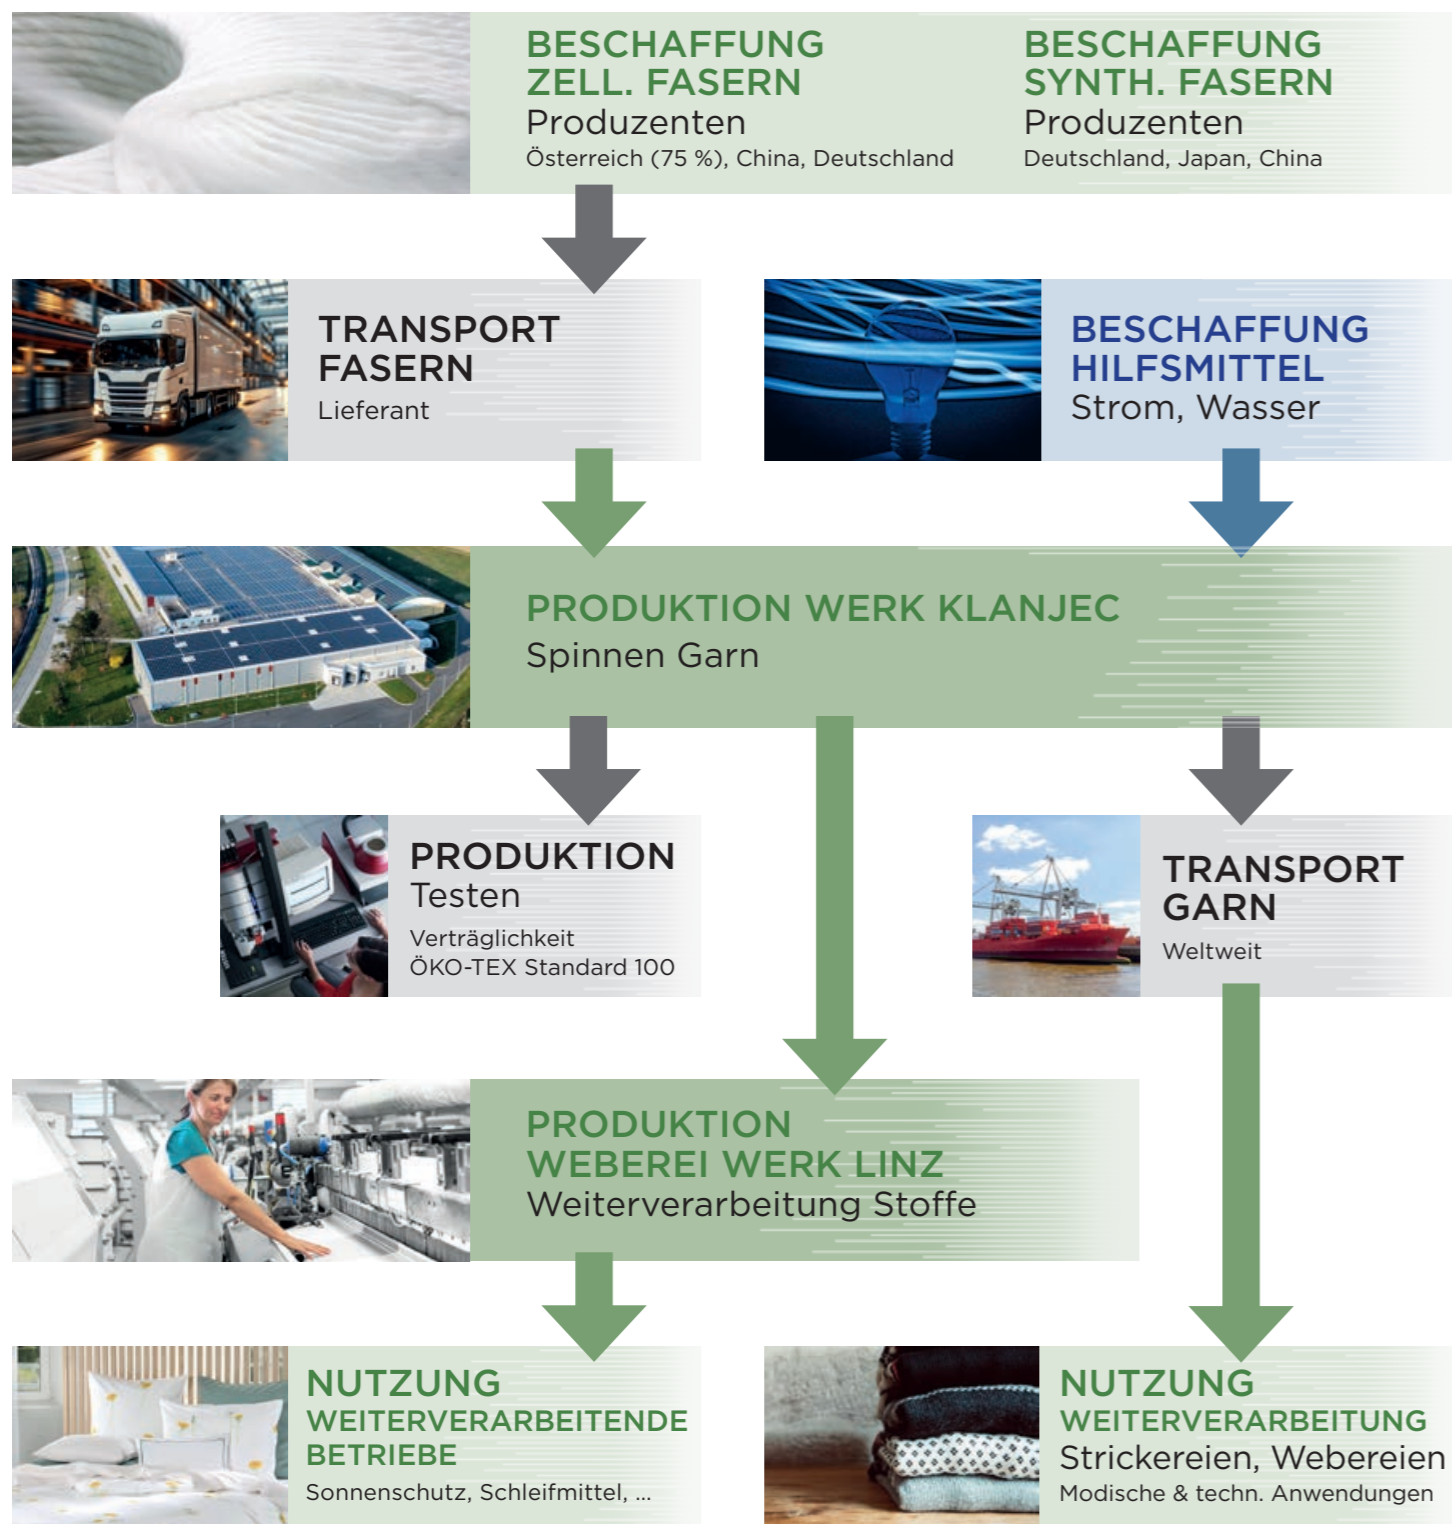 BESCHAFFUNG
ZELL. FASERN
Produzenten
Österreich (75 %), China, Deutschland
BESCHAFFUNG
SYNTH. FASERN
Produzenten
Deutschland, Japan, China
TRANSPORT
FASERN
Lieferant
BESCHAFFUNG
HILFSMITTEL
Strom, Wasser
PRODUKTION WERK KLANJEC
Spinnen Garn
PRODUKTION
Testen
Verträglichkeit
ÖKO-TEX Standard 100
TRANSPORT
GARN
Weltweit
PRODUKTION
WEBEREI WERK LINZ
Weiterverarbeitung Stoffe
NUTZUNG
WEITERVERARBEITENDE
BETRIEBE
Sonnenschutz, Schleifmittel, ...
NUTZUNG
WEITERVERARBEITUNG
Strickereien, Webereien
Modische & techn. Anwendungen